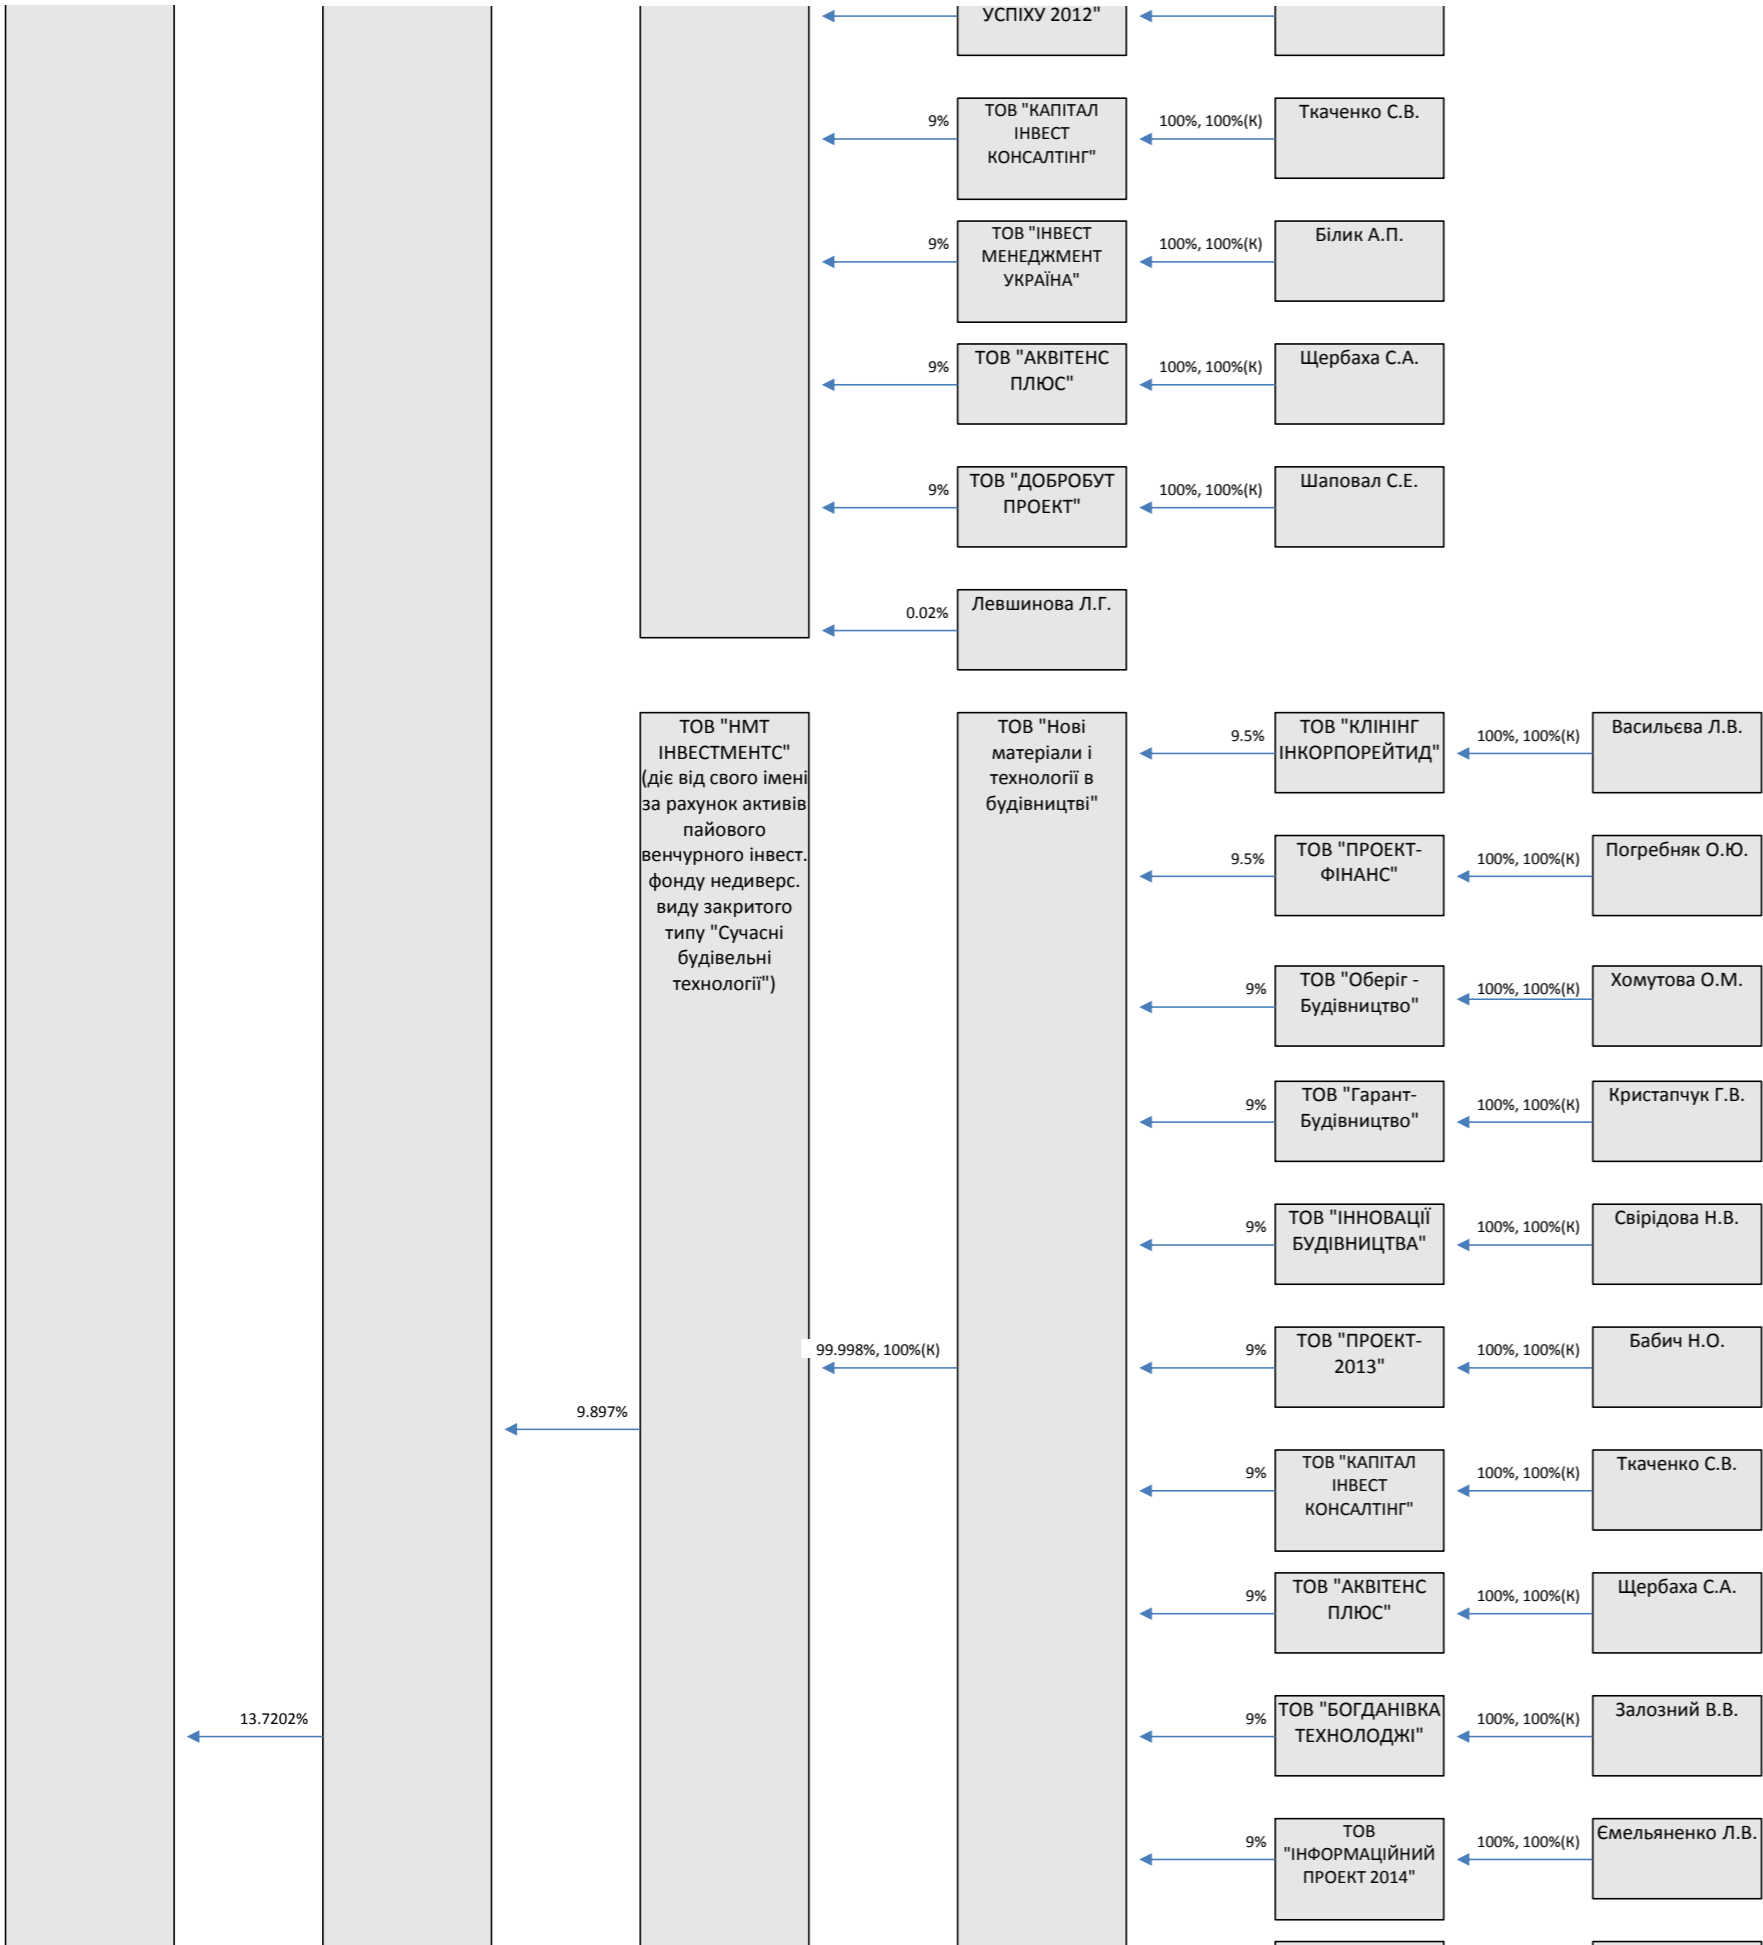 УСПІХУ 2012"
9%
ТОВ "КАПІТАЛ
ІНВЕСТ
КОНСАЛТІНГ"
100%, 100%(К)
Ткаченко С.В.
9%
ТОВ "ІНВЕСТ
МЕНЕДЖМЕНТ
УКРАЇНА"
100%, 100%(К)
Білик А.П.
9%
ТОВ "АКВІТЕНС
ПЛЮС"
100%, 100%(К)
Щербаха С.А.
9%
ТОВ "ДОБРОБУТ
ПРОЕКТ"
100%, 100%(К)
Шаповал С.Е.
0.02%
Левшинова Л.Г.
ТОВ "НМТ
ІНВЕСТМЕНТС"
(діє від свого імені
за рахунок активів
пайового
венчурного інвест.
фонду недиверс.
виду закритого
типу "Сучасні
будівельні
технології")
ТОВ "Нові
матеріали і
технології в
будівництві"
9.5%
ТОВ "КЛІНІНГ
ІНКОРПОРЕЙТИД"
100%, 100%(К)
Васильєва Л.В.
9.5%
ТОВ "ПРОЕКТ-
ФІНАНС"
100%, 100%(К)
Погребняк О.Ю.
9%
ТОВ "Оберіг -
Будівництво"
100%, 100%(К)
Хомутова О.М.
9%
ТОВ "Гарант-
Будівництво"
100%, 100%(К)
Кристапчук Г.В.
9%
ТОВ "ІННОВАЦІЇ
БУДІВНИЦТВА"
100%, 100%(К)
Свірідова Н.В.
99.998%, 100%(К)
9%
ТОВ "ПРОЕКТ-
2013"
100%, 100%(К)
Бабич Н.О.
9.897%
9%
ТОВ "КАПІТАЛ
ІНВЕСТ
КОНСАЛТІНГ"
100%, 100%(К)
Ткаченко С.В.
9%
ТОВ "АКВІТЕНС
ПЛЮС"
100%, 100%(К)
Щербаха С.А.
13.7202%
9%
ТОВ "БОГДАНІВКА
ТЕХНОЛОДЖІ"
100%, 100%(К)
Залозний В.В.
9%
ТОВ
"ІНФОРМАЦІЙНИЙ
ПРОЕКТ 2014"
100%, 100%(К)
Ємельяненко Л.В.